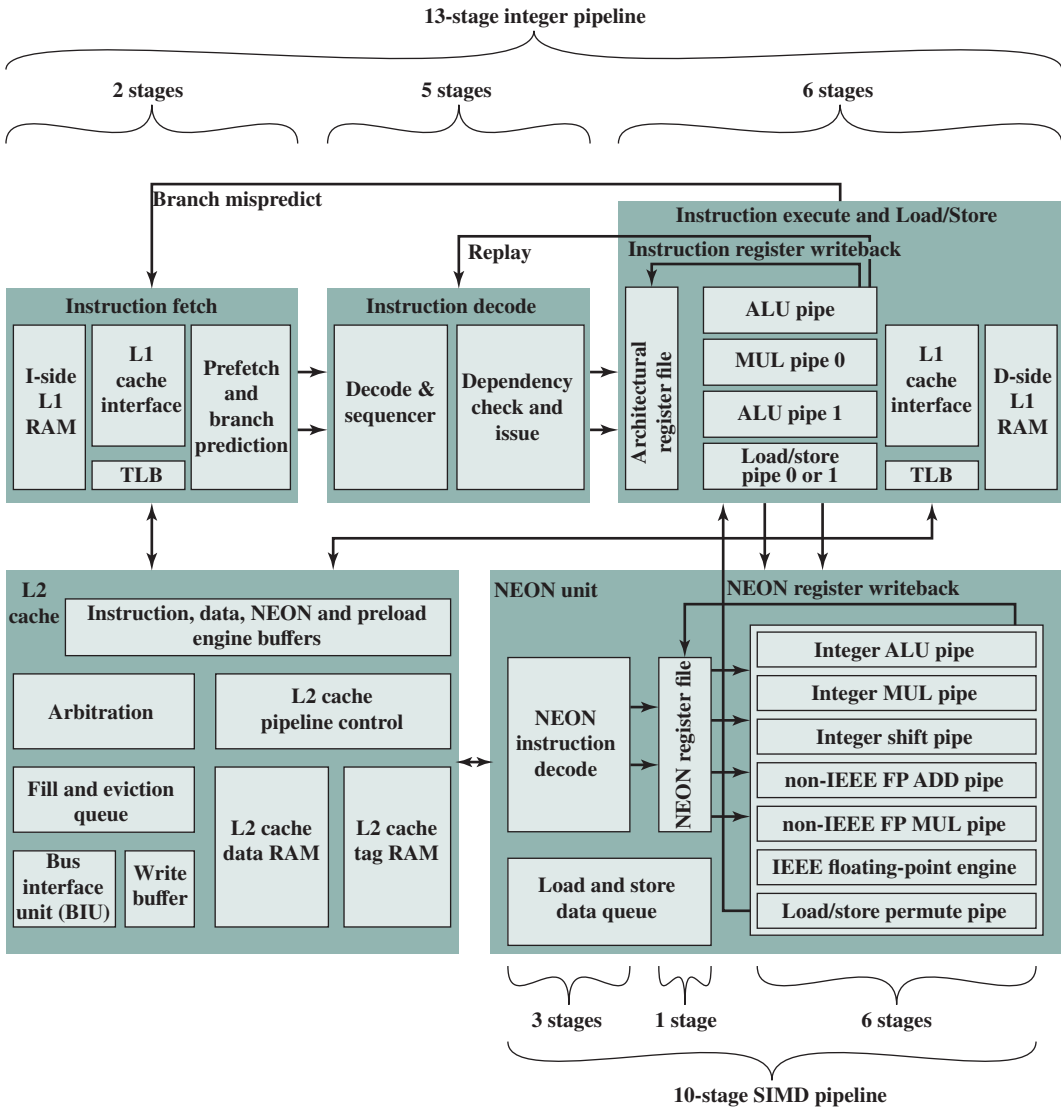 13-stage integer pipeline
2 stages
5 stages
6 stages
Branch mispredict
Instruction execute and Load/Store
Replay
Instruction register writeback
Instruction fetch
I-side
L1
RAM
L1
cache
interface
TLB
Prefetch
and
branch
prediction
Instruction decode
Decode &
sequencer
Dependency
check and
issue
Architectural
register file
ALU pipe
MUL pipe 0
ALU pipe 1
Load/store
pipe 0 or 1
L1
cache
interface
TLB
D-side
L1
RAM
L2
cache
Instruction, data, NEON and preload
engine buffers
Arbitration
L2 cache
pipeline control
Fill and eviction
queue
L2 cache
data RAM
L2 cache
tag RAM
Bus
interface
unit (BIU)
Write
buffer
NEON unit
NEON register writeback
NEON
instruction
decode
NEON register file
Integer ALU pipe
Integer MUL pipe
Integer shift pipe
non-IEEE FP ADD pipe
non-IEEE FP MUL pipe
IEEE floating-point engine
Load/store permute pipe
Load and store
data queue
3 stages
1 stage
6 stages
10-stage SIMD pipeline